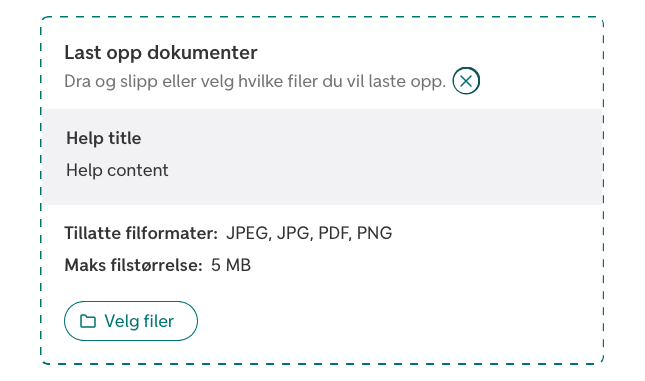 Last opp dokumenter
Dra og slipp eller velg hvilke filer du vil laste opp.
Help title
Help content
Tillatte filformater: JPEG, JPG, PDF, PNG
Maks filstørrelse: 5 MB
Velg filer